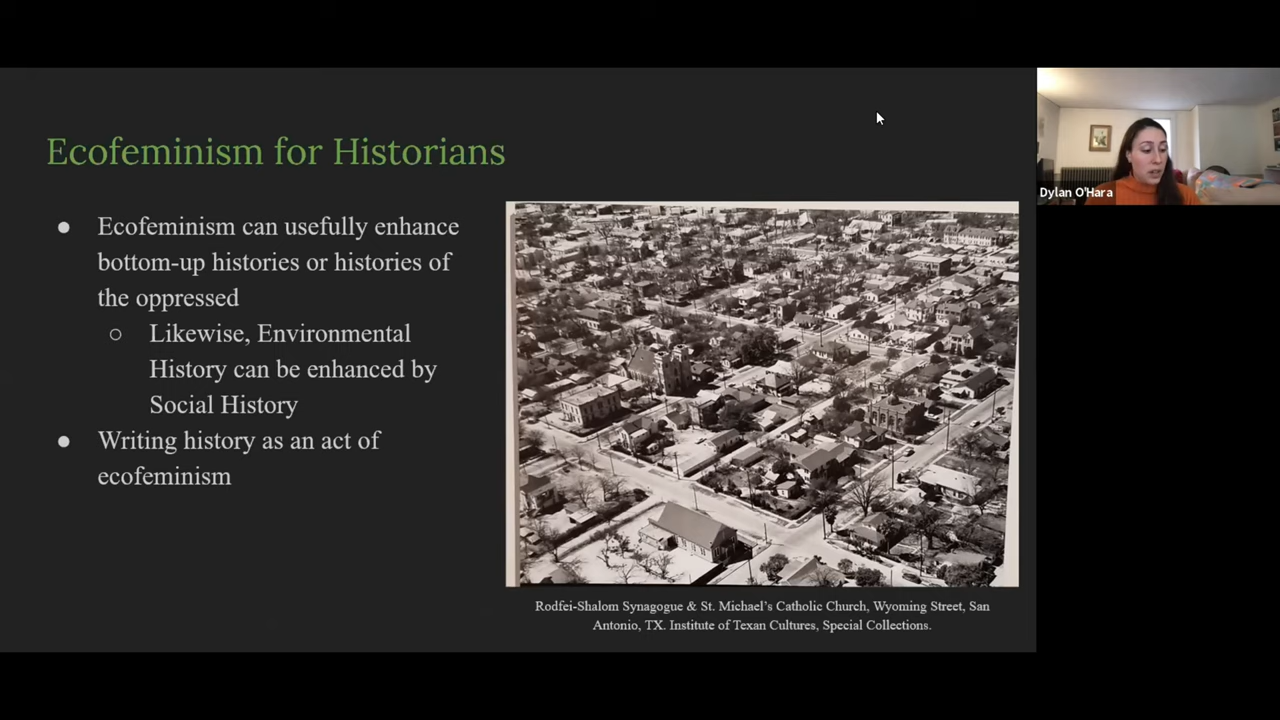 Ecofeminism for Historians
● Ecofeminism can usefully enhance
bottom-up histories or histories of
the oppressed
○ Likewise, Environmental
History can be enhanced by
Social History
● Writing history as an act of
ecofeminism
Rodfei-Shalom Synagogue & St. Michael's Catholic Church, Wyoming Street, San
Antonio, TX. Institute of Texan Cultures, Special Collections.
Dylan O'Hara